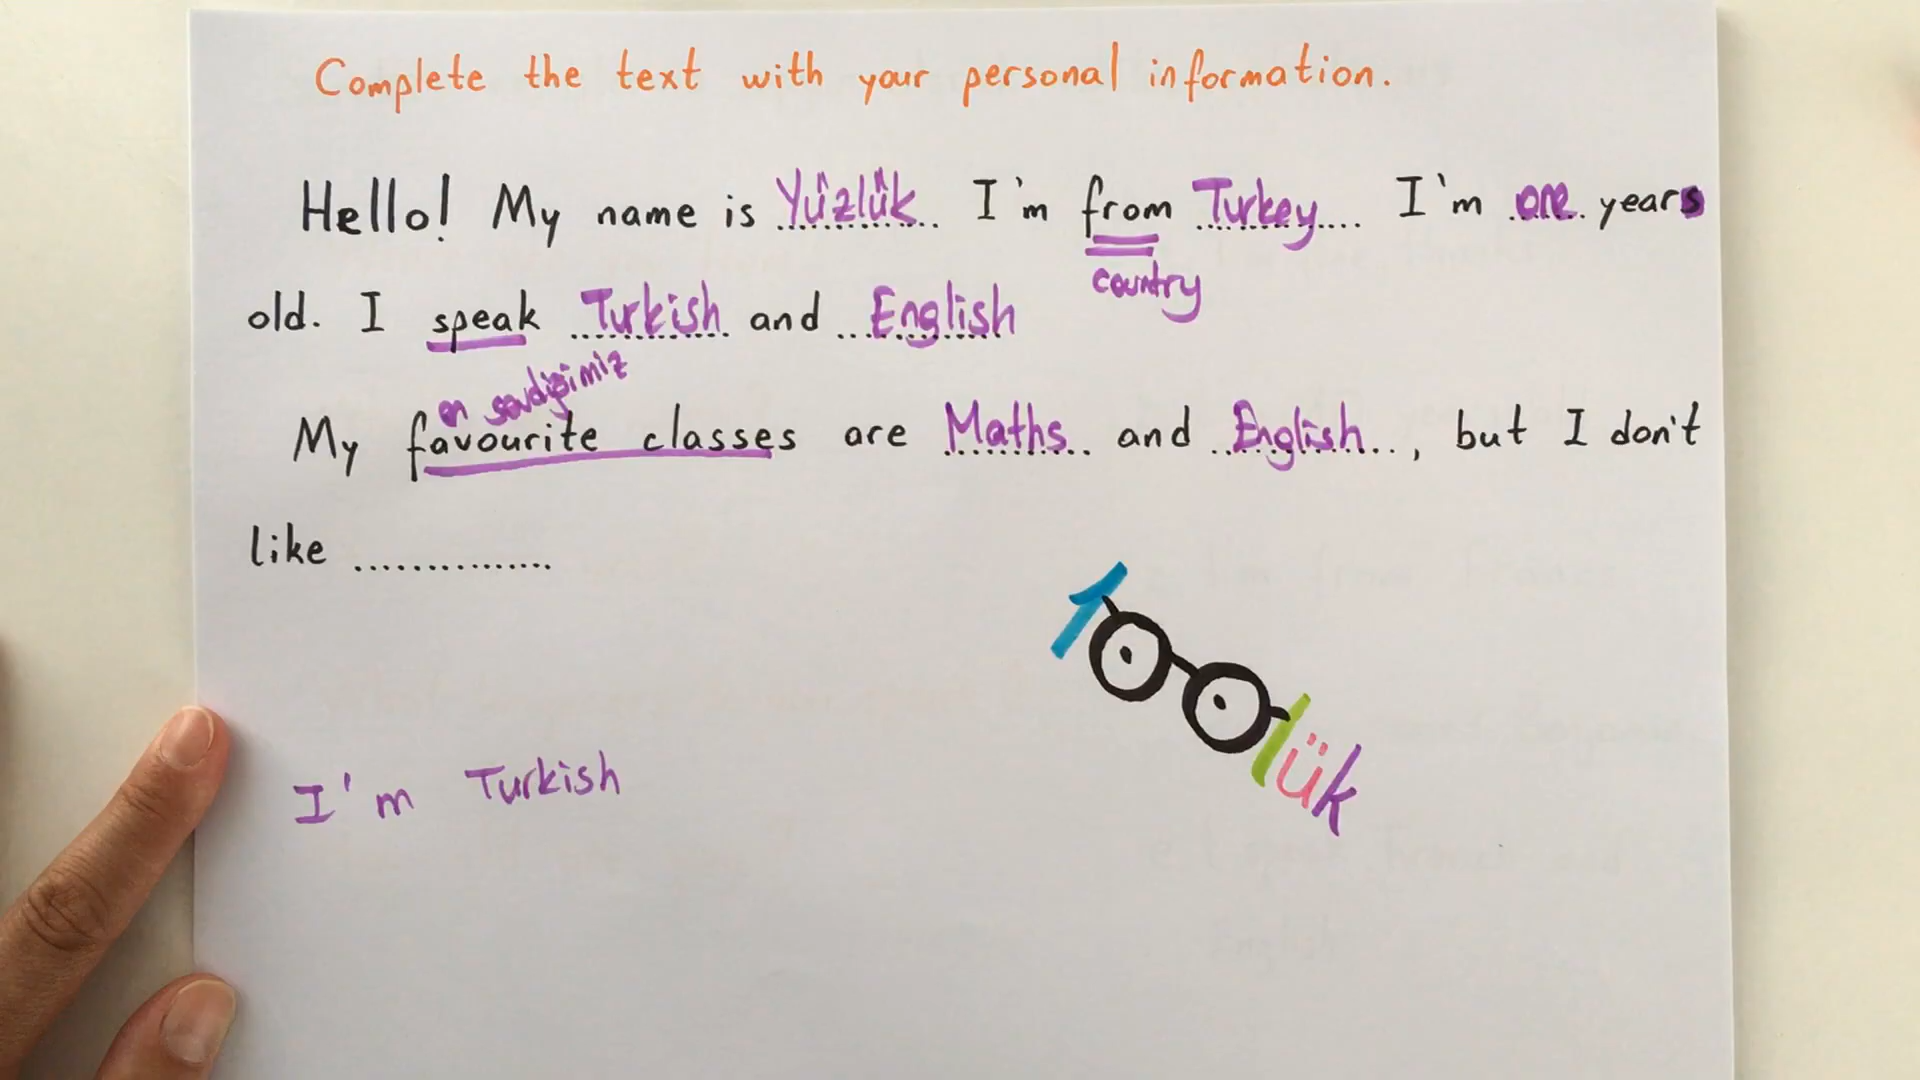 Complete the text with your personal information.
Hello! My name is Yüzlük. I'm from Turkey.... I'm one years
country
old. I speak Turkish and English
en sevdiğimiz
My favourite classes are Maths.. and English..., but I don't
like ...............
100lük
I'm Turkish